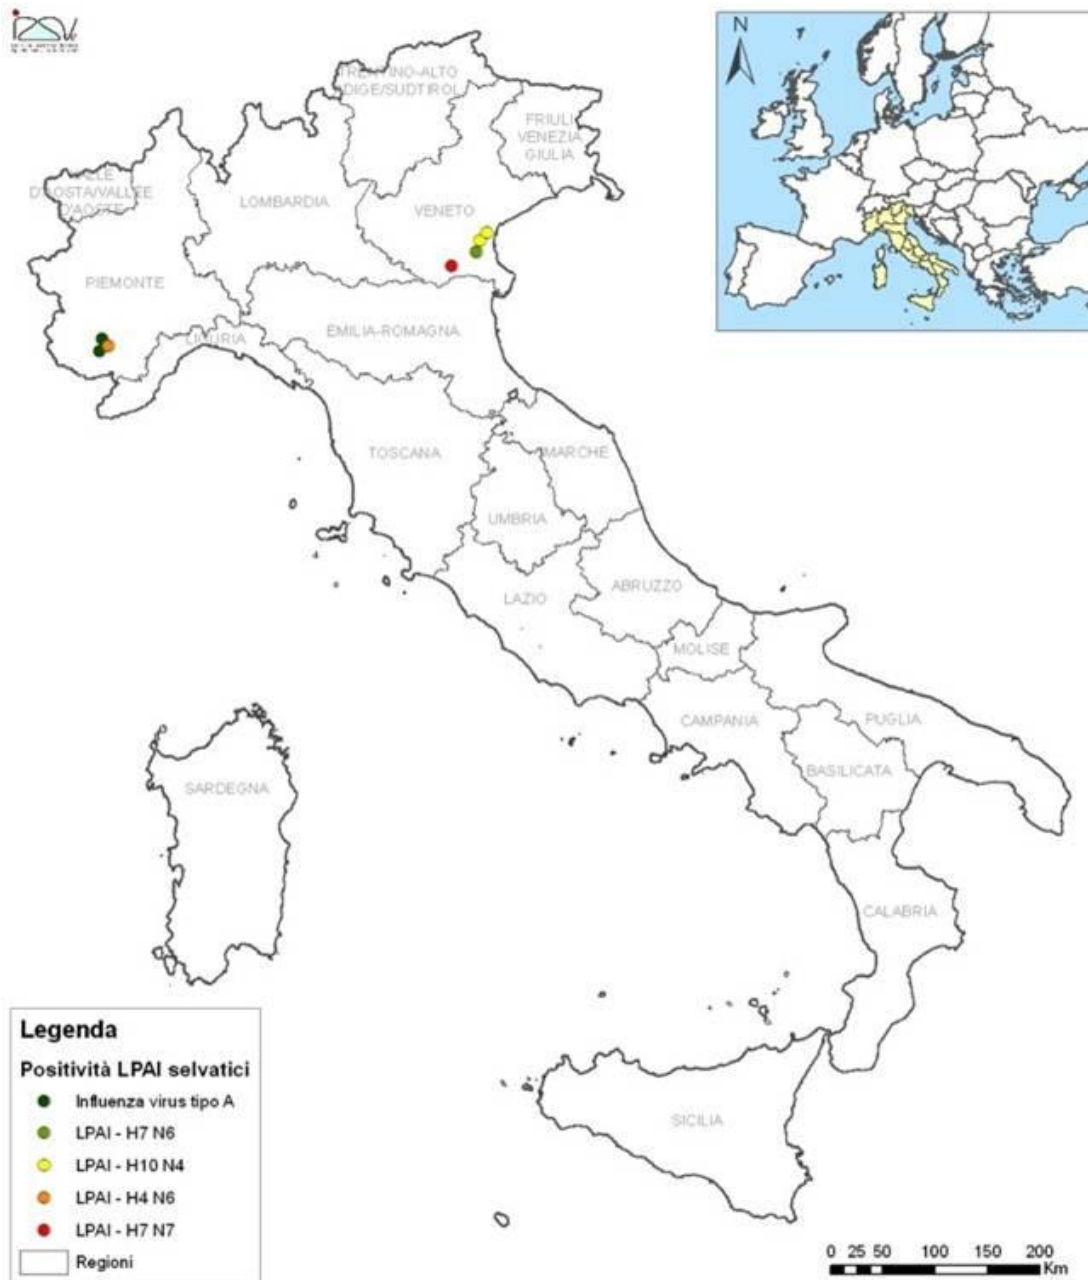 N
TRENTINO-ALTO
ADIGE/SUDTIROL
FRIULI
VENEZIA
GIULIA
VALLE
D'AOSTA/VALLEE
D'AOSTE
LOMBARDIA
VENETO
PIEMONTE
LIGURIA
EMILIA-ROMAGNA
TOSCANA
MARCHE
UMBRIA
LAZIO
ABRUZZO
MOLISE
CAMPANIA
PUGLIA
BASILICATA
SARDEGNA
CALABRIA
SICILIA
Legenda
Positività LPAI selvatici
Influenza virus tipo A
LPAI - H7 N6
LPAI - H10 N4
LPAI - H4 N6
LPAI - H7 N7
Regioni
0 25 50 100 150 200
Km